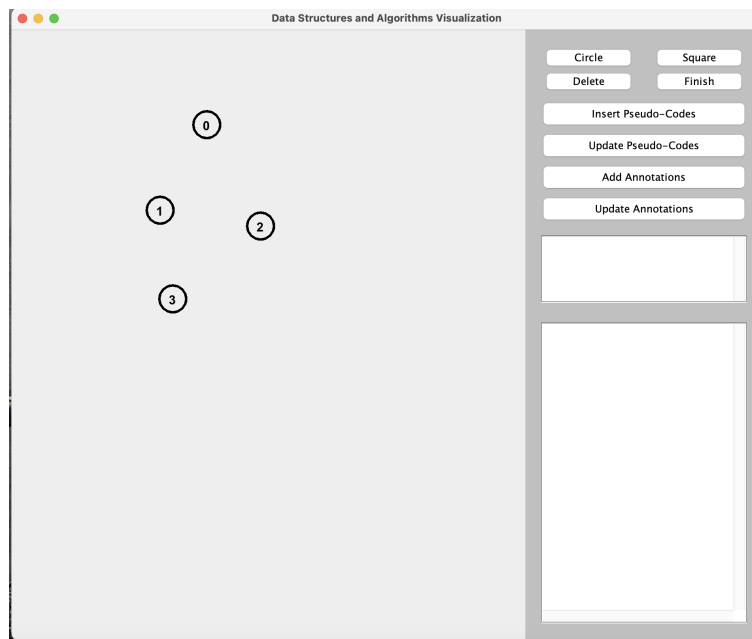 Data Structures and Algorithms Visualization
Circle Square
Delete Finish
Insert Pseudo-Codes
Update Pseudo-Codes
Add Annotations
Update Annotations
0
1
2
3